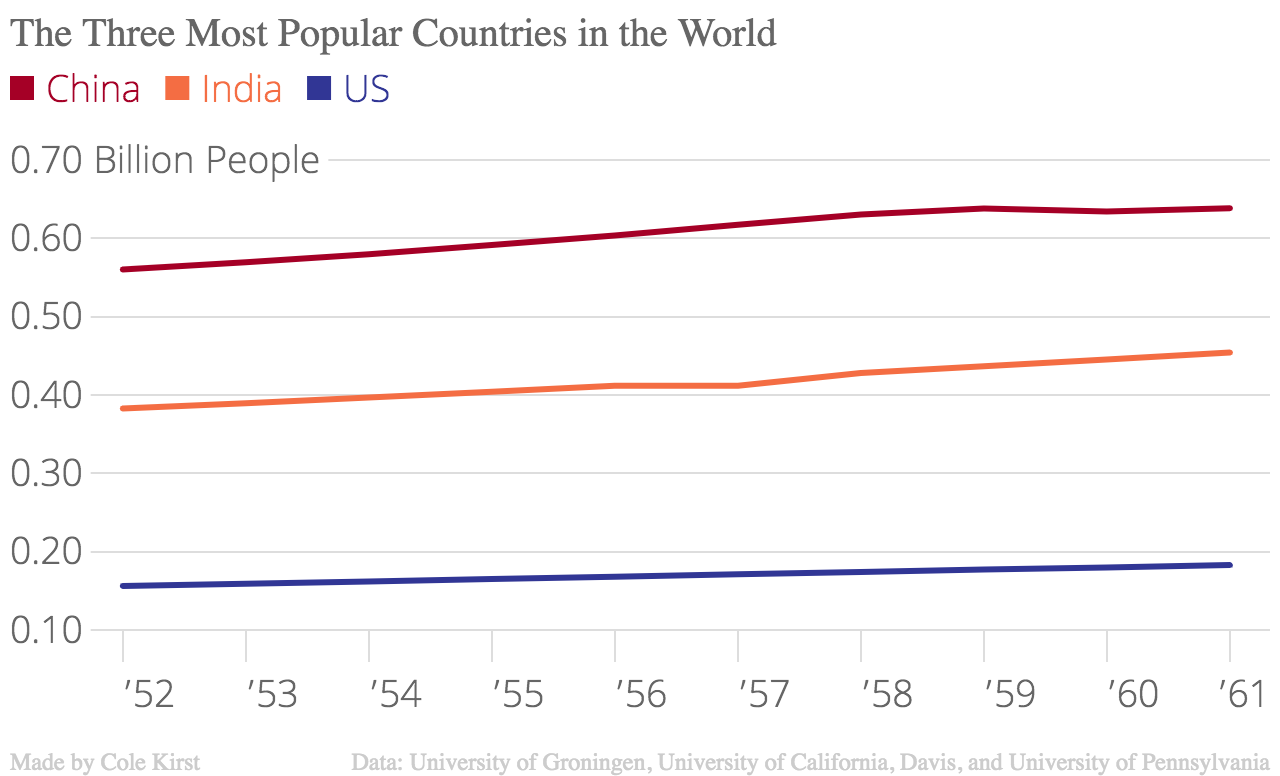 The Three Most Popular Countries in the World
China India US
0.70 Billion People
0.60
0.50
0.40
0.30
0.20
0.10
’52 ’53 ’54 ’55 ’56 ’57 ’58 ’59 ’60 ’61
Made by Cole Kirst Data: University of Groningen, University of California, Davis, and University of Pennsylvania